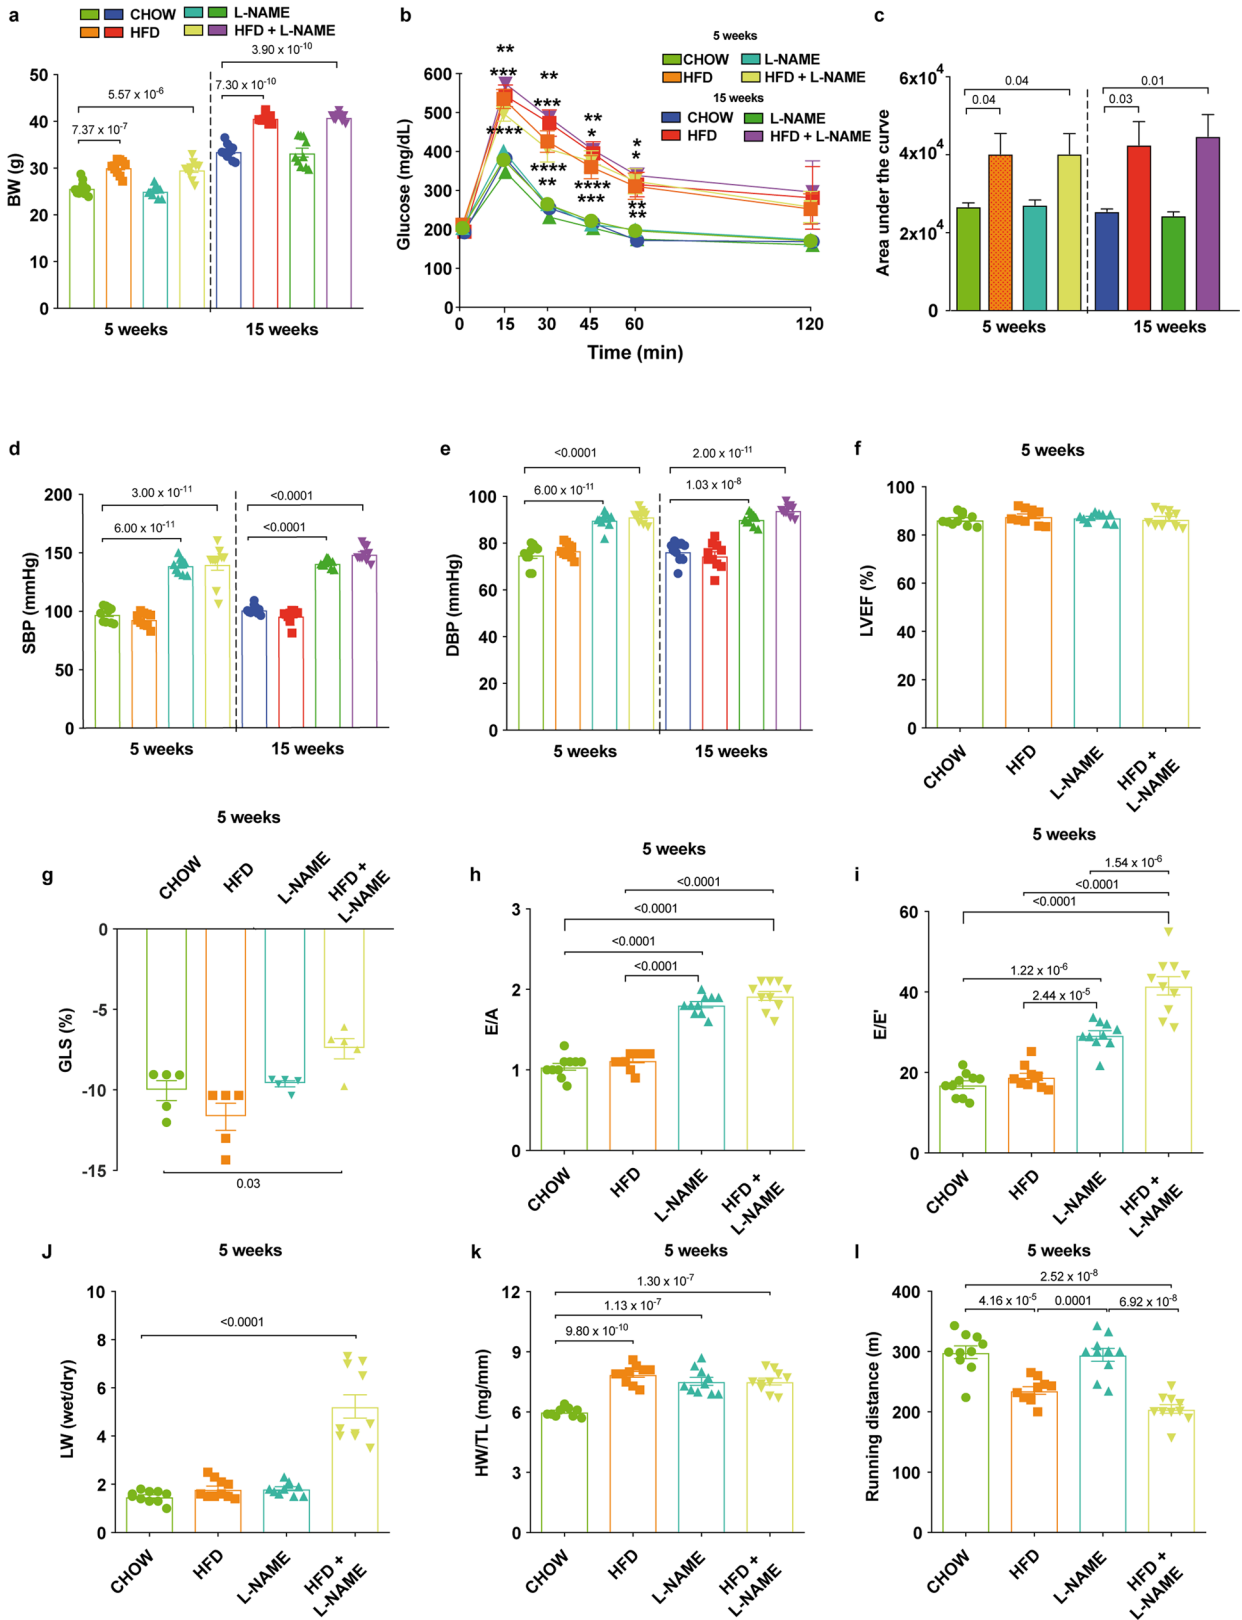 a
CHOW
HFD
L-NAME
HFD + L-NAME
3.90 x 10-10
7.30 x 10-10
5.57 x 10-6
7.37 x 10-7
BW (g)
50
40
30
20
10
0
5 weeks
15 weeks
b
5 weeks
CHOW
L-NAME
HFD
HFD + L-NAME
15 weeks
CHOW
L-NAME
HFD
HFD + L-NAME
**
***
**
***
**
*
*
*
****
****
**
****
***
**
**
Glucose (mg/dL)
600
500
400
300
200
100
0
0
15
30
45
60
120
Time (min)
c
Area under the curve
6x104
4x104
2x104
0
0.04
0.04
0.01
0.03
5 weeks
15 weeks
d
SBP (mmHg)
200
150
100
50
0
3.00 x 10-11
6.00 x 10-11
<0.0001
<0.0001
5 weeks
15 weeks
e
DBP (mmHg)
100
80
60
40
20
0
<0.0001
6.00 x 10-11
2.00 x 10-11
1.03 x 10-8
5 weeks
15 weeks
f
5 weeks
LVEF (%)
100
80
60
40
20
0
CHOW
HFD
L-NAME
HFD +
L-NAME
g
5 weeks
CHOW
HFD
L-NAME
HFD +
L-NAME
GLS (%)
0
-5
-10
-15
0.03
h
5 weeks
<0.0001
<0.0001
<0.0001
<0.0001
E/A
3
2
1
0
CHOW
HFD
L-NAME
HFD +
L-NAME
i
5 weeks
1.54 x 10-6
<0.0001
<0.0001
1.22 x 10-6
2.44 x 10-5
E/E'
60
40
20
0
CHOW
HFD
L-NAME
HFD +
L-NAME
J
5 weeks
<0.0001
LW (wet/dry)
10
8
6
4
2
0
CHOW
HFD
L-NAME
HFD +
L-NAME
k
5 weeks
1.30 x 10-7
1.13 x 10-7
9.80 x 10-10
HW/TL (mg/mm)
12
9
6
3
0
CHOW
HFD
L-NAME
HFD +
L-NAME
l
5 weeks
2.52 x 10-8
4.16 x 10-5
0.0001
6.92 x 10-8
Running distance (m)
400
300
200
100
0
CHOW
HFD
L-NAME
HFD +
L-NAME